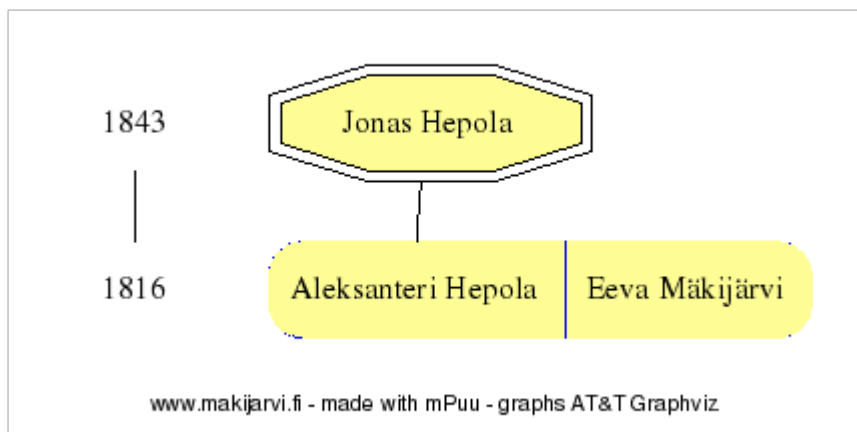 1843 Jonas Hepola
1816 Aleksanteri Hepola Eeva Mäkijärvi
www.makijarvi.fi - made with mPuu - graphs AT&T Graphviz